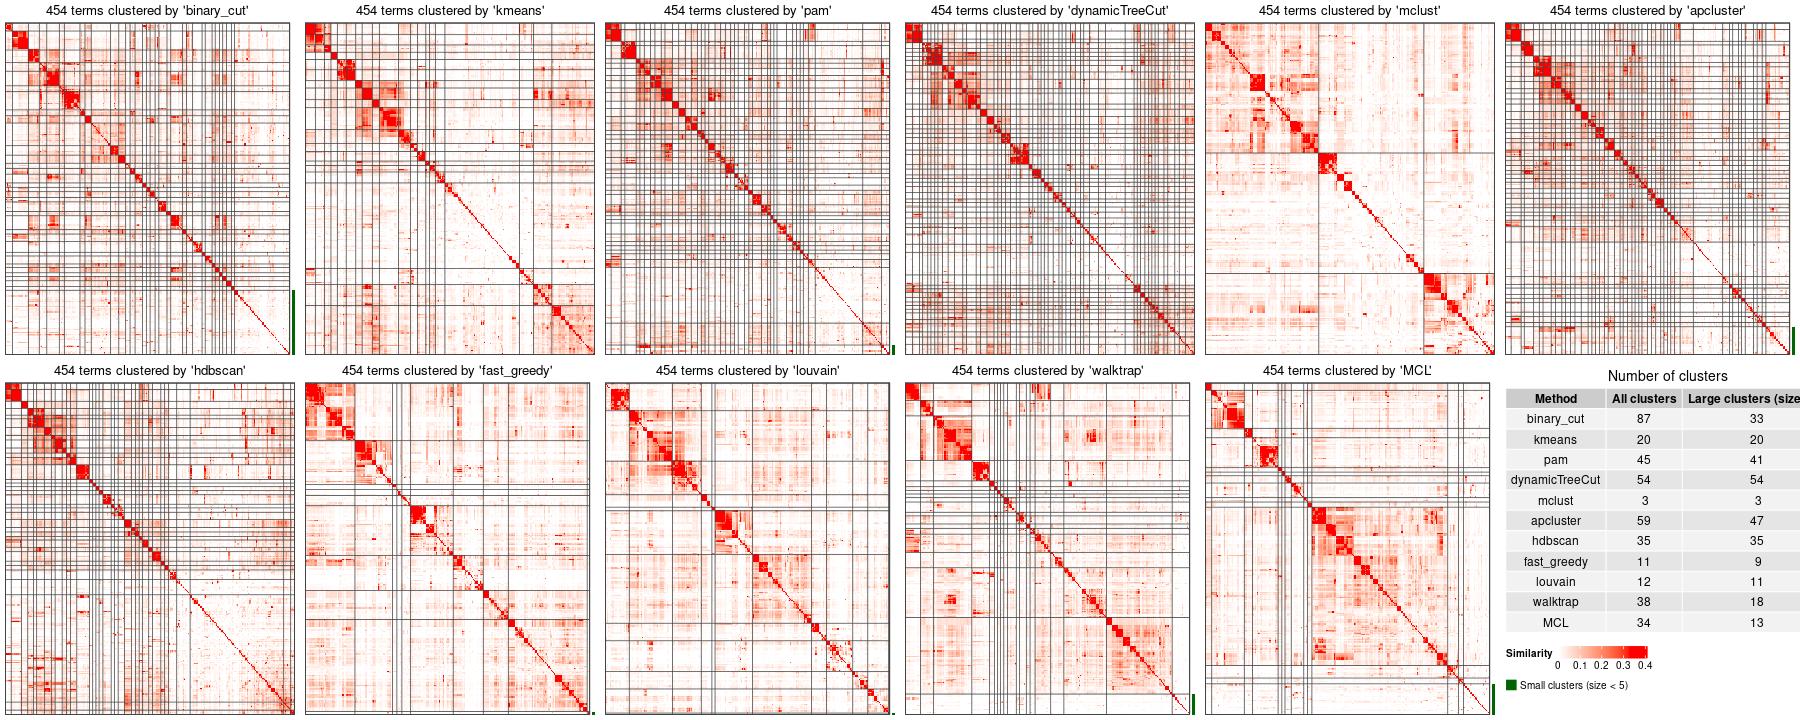 454 terms clustered by 'binary_cut'
454 terms clustered by 'kmeans'
454 terms clustered by 'pam'
454 terms clustered by 'dynamicTreeCut'
454 terms clustered by 'mclust'
454 terms clustered by 'apcluster'
454 terms clustered by 'hdbscan'
454 terms clustered by 'fast_greedy'
454 terms clustered by 'louvain'
454 terms clustered by 'walktrap'
454 terms clustered by 'MCL'
Number of clusters
Method All clusters Large clusters (size
binary_cut 87 33
kmeans 20 20
pam 45 41
dynamicTreeCut 54 54
mclust 3 3
apcluster 59 47
hdbscan 35 35
fast_greedy 11 9
louvain 12 11
walktrap 38 18
MCL 34 13
Similarity
0 0.1 0.2 0.3 0.4
Small clusters (size < 5)